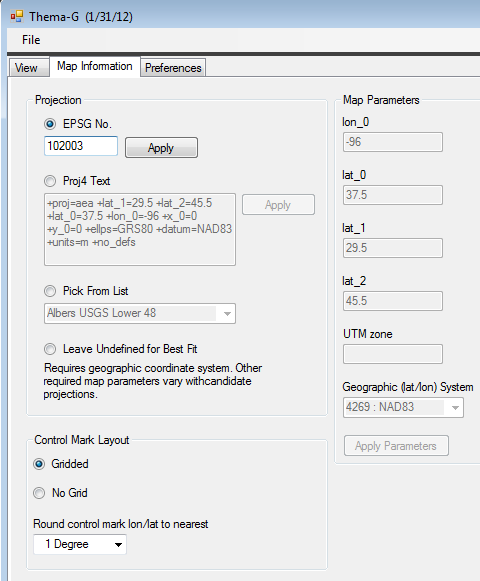 Thema-G  (1/31/12)
File
View
Map Information
Preferences
Projection
EPSG No.
102003
Apply
Proj4 Text
+proj=aea +lat_1=29.5 +lat_2=45.5
+lat_0=37.5 +lon_0=-96 +x_0=0
+y_0=0 +ellps=GRS80 +datum=NAD83
+units=m +no_defs
Apply
Pick From List
Albers USGS Lower 48
Leave Undefined for Best Fit
Requires geographic coordinate system. Other
required map parameters vary withcandidate
projections.
Control Mark Layout
Gridded
No Grid
Round control mark lon/lat to nearest
1 Degree
Map Parameters
lon_0
-96
lat_0
37.5
lat_1
29.5
lat_2
45.5
UTM zone
Geographic (lat/lon) System
4269 : NAD83
Apply Parameters